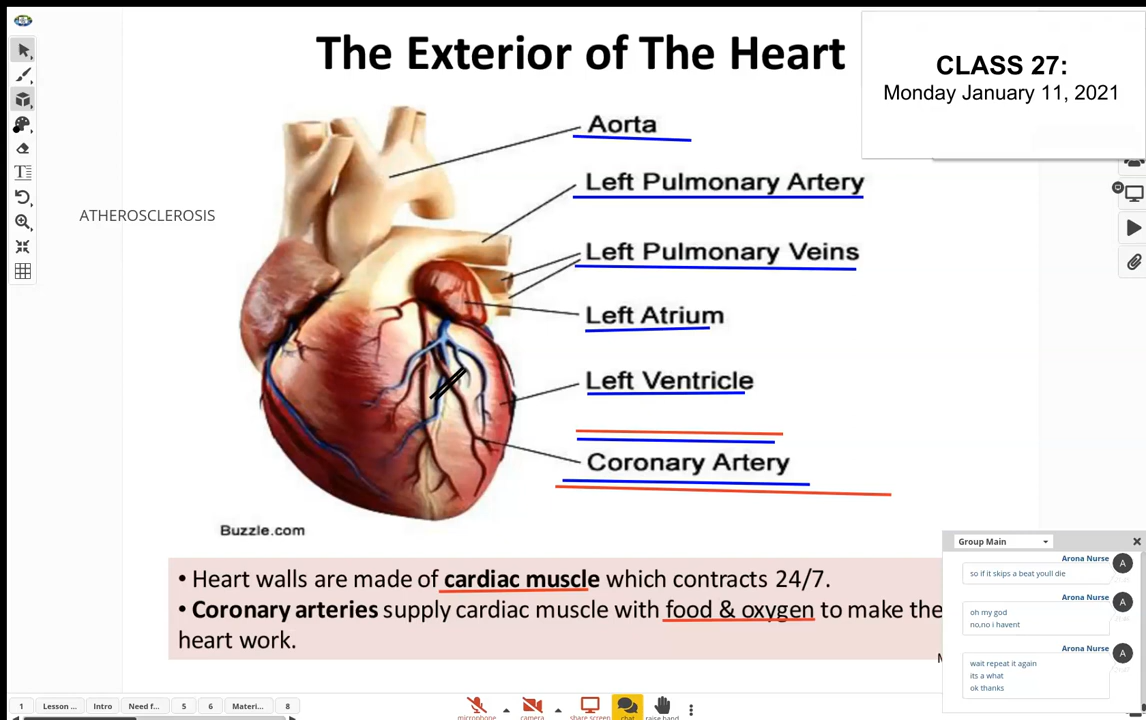 The Exterior of The Heart
CLASS 27:
Monday January 11, 2021
Aorta
Left Pulmonary Artery
ATHEROSCLEROSIS
Left Pulmonary Veins
Left Atrium
Left Ventricle
Coronary Artery
Buzzle.com
• Heart walls are made of cardiac muscle which contracts 24/7.
• Coronary arteries supply cardiac muscle with food & oxygen to make the
heart work.
Group Main
Arona Nurse
A
so if it skips a beat youll die
Arona Nurse
A
oh my god
no,no i havent
Arona Nurse
A
wait repeat it again
its a what
ok thanks
1 Lesson ... Intro Need f... 5 6 Materi... 8
microphone camera share screen chat raise hand